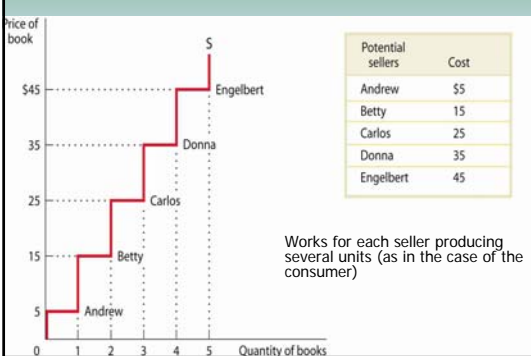 Price of
book
S
$45
Engelbert
35
Donna
25
Carlos
15
Betty
5
Andrew
0 1 2 3 4 5 Quantity of books
Potential
sellers Cost
Andrew $5
Betty 15
Carlos 25
Donna 35
Engelbert 45
Works for each seller producing
several units (as in the case of the
consumer)